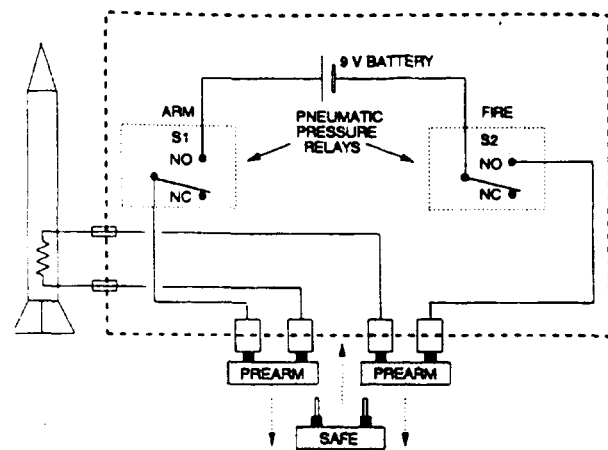 9 V BATTERY
ARM
FIRE
PNEUMATIC
PRESSURE
RELAYS
S1
NO
NC
S2
NO
NC
PREARM
PREARM
SAFE